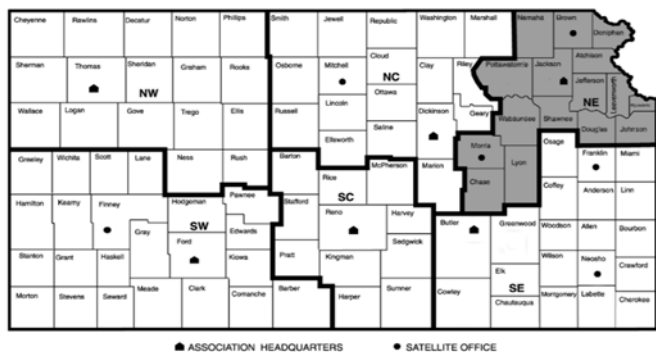 Cheyenne Rawlins Decatur Norton Phillips Smith Jewell Republic Washington Marshall Nemaha Brown Doniphan
Sherman Thomas Sheridan Graham Rooks Osborne Mitchell Cloud Clay Riley Pottawatomie Jackson Atchison
NW NC Ottawa Jefferson Leavenworth NE
Wallace Logan Gove Trego Ellis Russell Lincoln Saline Dickinson Geary Wabaunsee Shawnee Douglas Johnson
Ellsworth Morris Osage Franklin Miami
Greeley Wichita Scott Lane Ness Rush Barton Rice McPherson Marion Chase Lyon Coffey Anderson Linn
Hamilton Kearny Finney Hodgeman Pawnee Stafford SC Reno Harvey Butler Greenwood Woodson Allen Bourbon
SW
Gray Ford Edwards Sedgwick
Stanton Grant Haskell Kiowa Pratt Kingman Elk Wilson Neosho Crawford
SE
Morton Stevens Seward Meade Clark Comanche Barber Harper Sumner Cowley Chautauqua Montgomery Labette Cherokee
ASSOCIATION HEADQUARTERS SATELLITE OFFICE